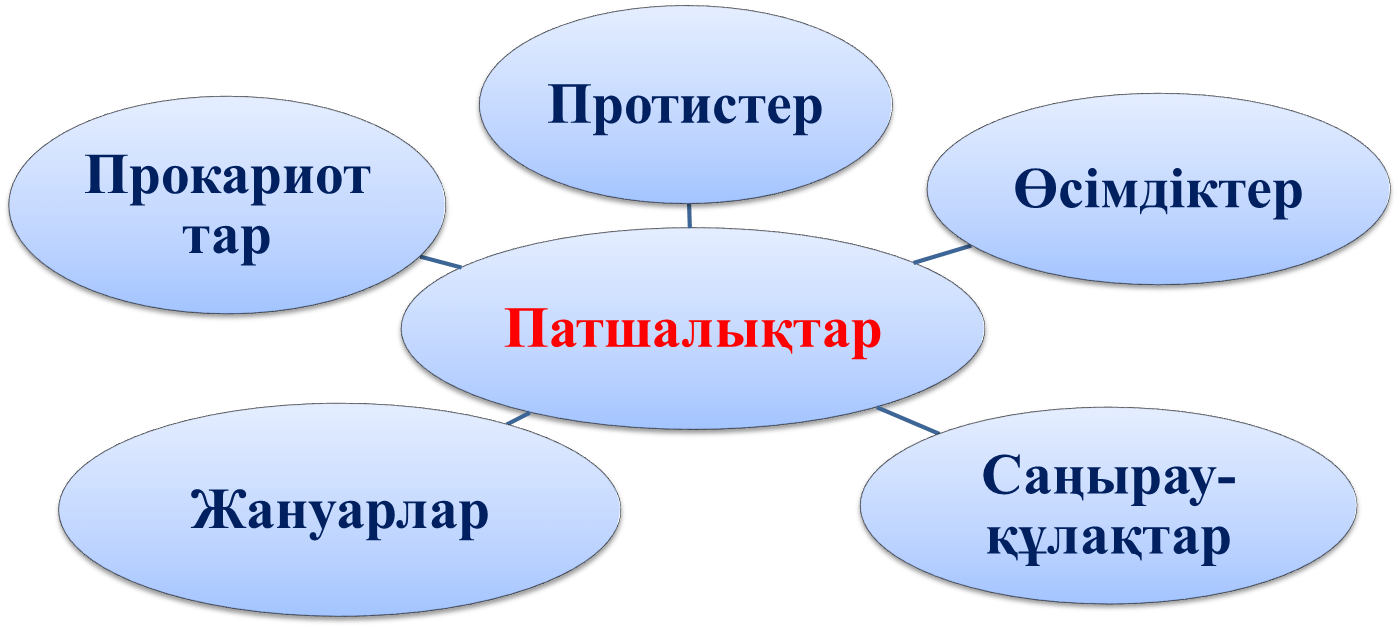 Протистер
Прокариот
тар
Өсімдіктер
Патшалықтар
Жануарлар
Саңырау-
құлақтар